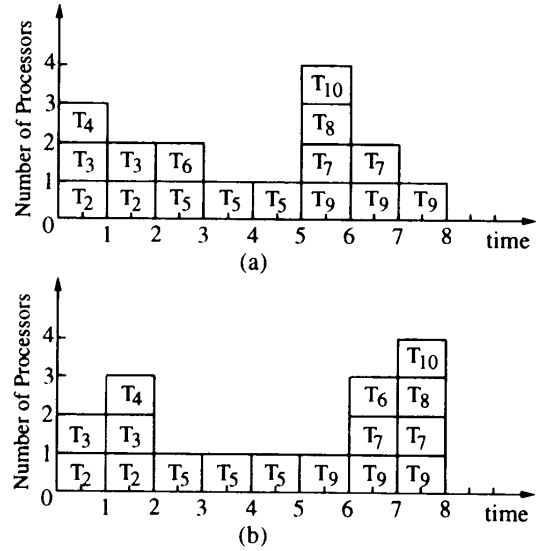 Number of Processors
4
3
2
1
0
T10
T4 T8
T3 T3 T6 T7 T7
T2 T2 T5 T5 T5 T9 T9 T9
1 2 3 4 5 6 7 8 time
(a)
Number of Processors
4
3
2
1
0
T10
T4 T6 T8
T3 T3 T7 T7
T2 T2 T5 T5 T5 T9 T9 T9
1 2 3 4 5 6 7 8 time
(b)